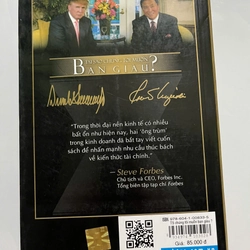 BẠN GIÀU?
"Trong thời đại nền kinh tế có nhiều
bất ổn như hiện nay, hai 'ông trùm'
trong kinh doanh đã bắt tay viết cuốn
sách để nhấn mạnh nhu cầu thúc bách
về kiến thức tài chính."
— Steve Forbes
Chủ tịch và CEO, Forbes Inc.
Tổng biên tập tạp chí Forbes
Giá: 85.000 đ